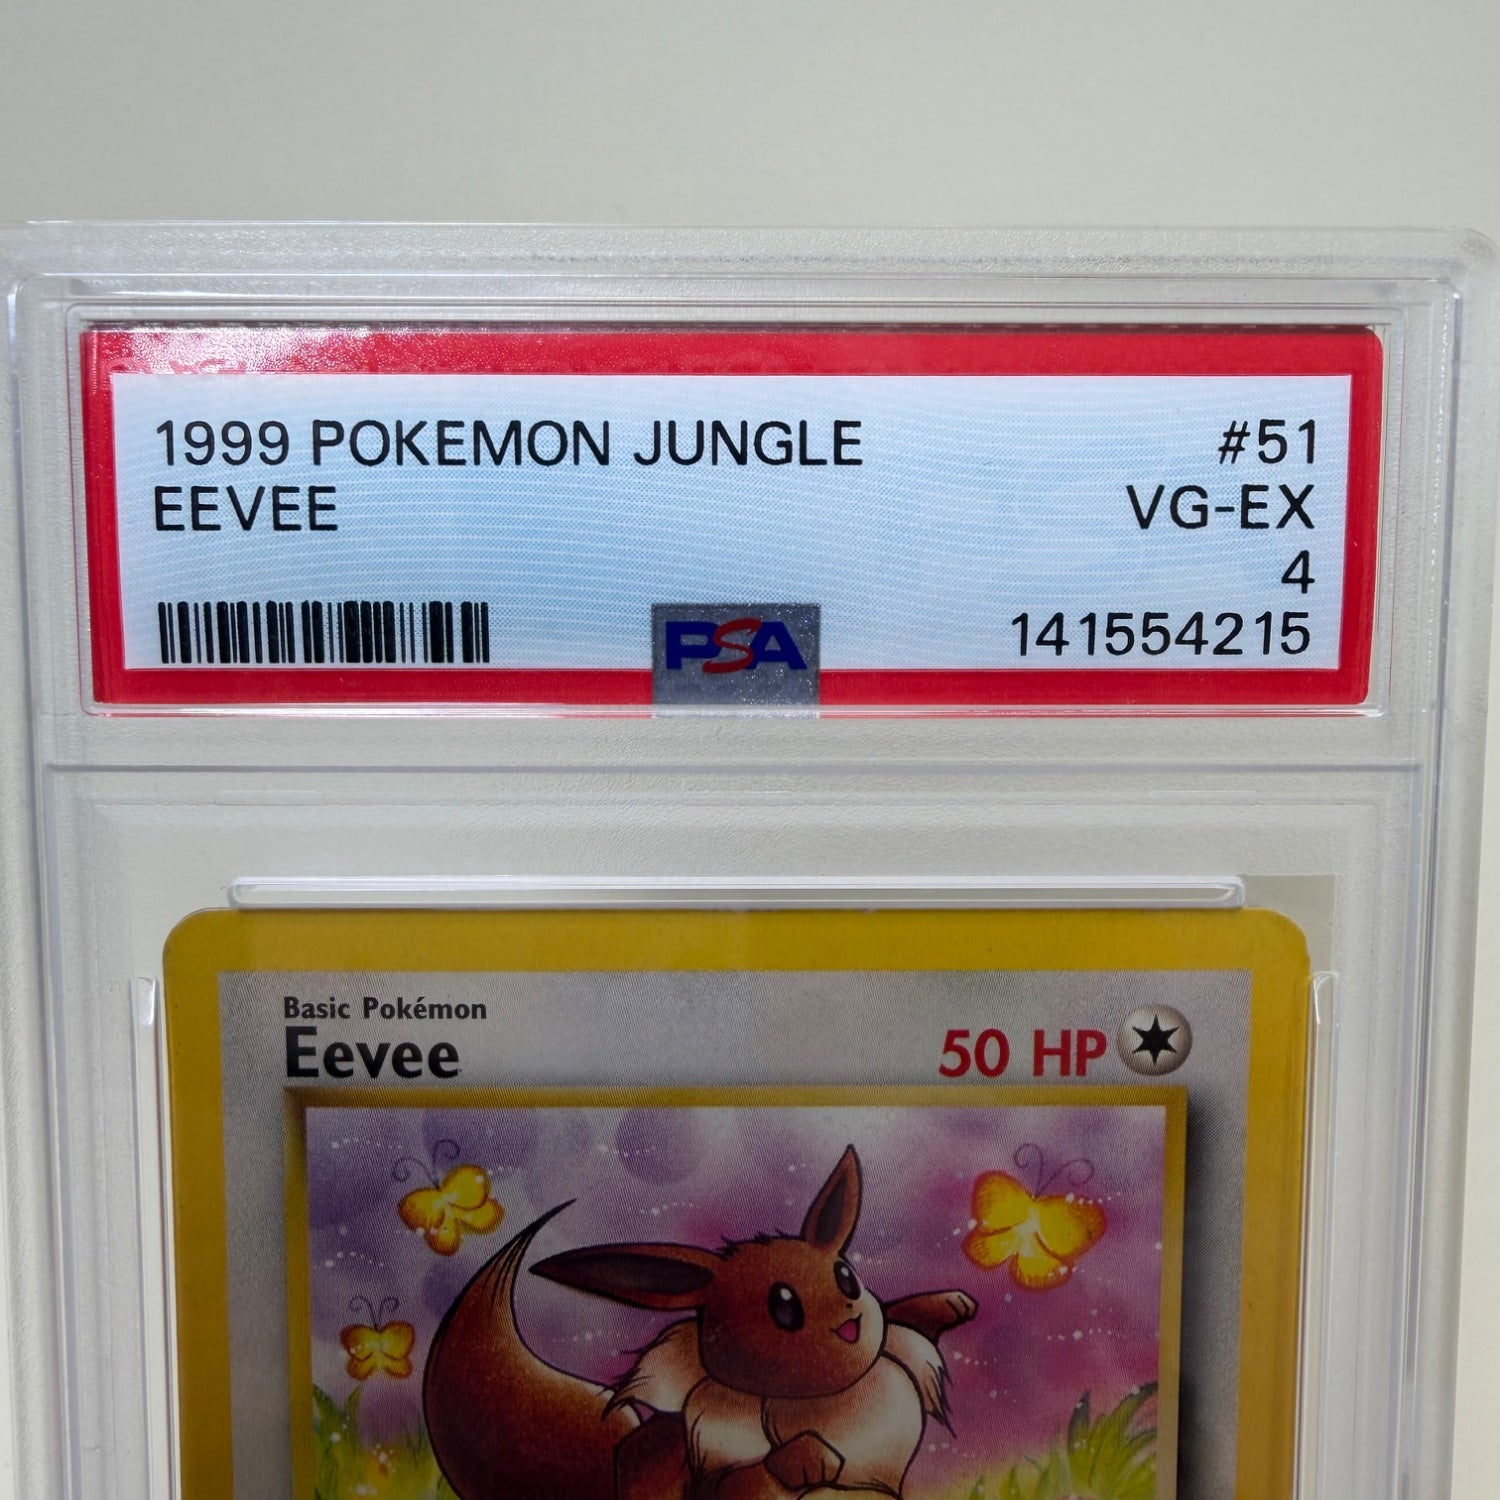 1999 POKEMON JUNGLE #51
EEVEE VG-EX
4
PSA 141554215
Basic Pokémon
Eevee 50 HP